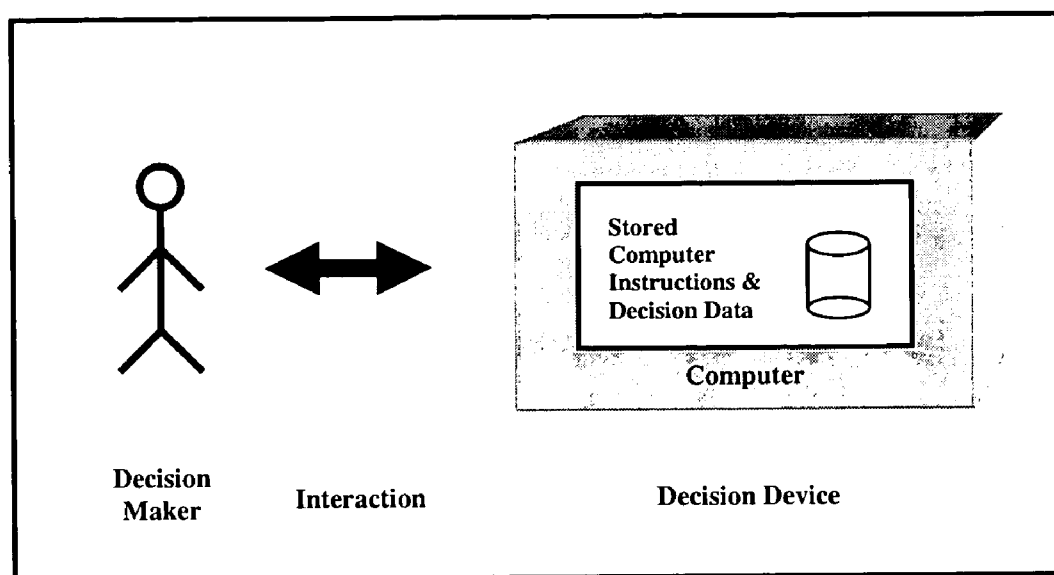 Stored
Computer
Instructions &
Decision Data
Computer
Decision
Maker
Interaction
Decision Device